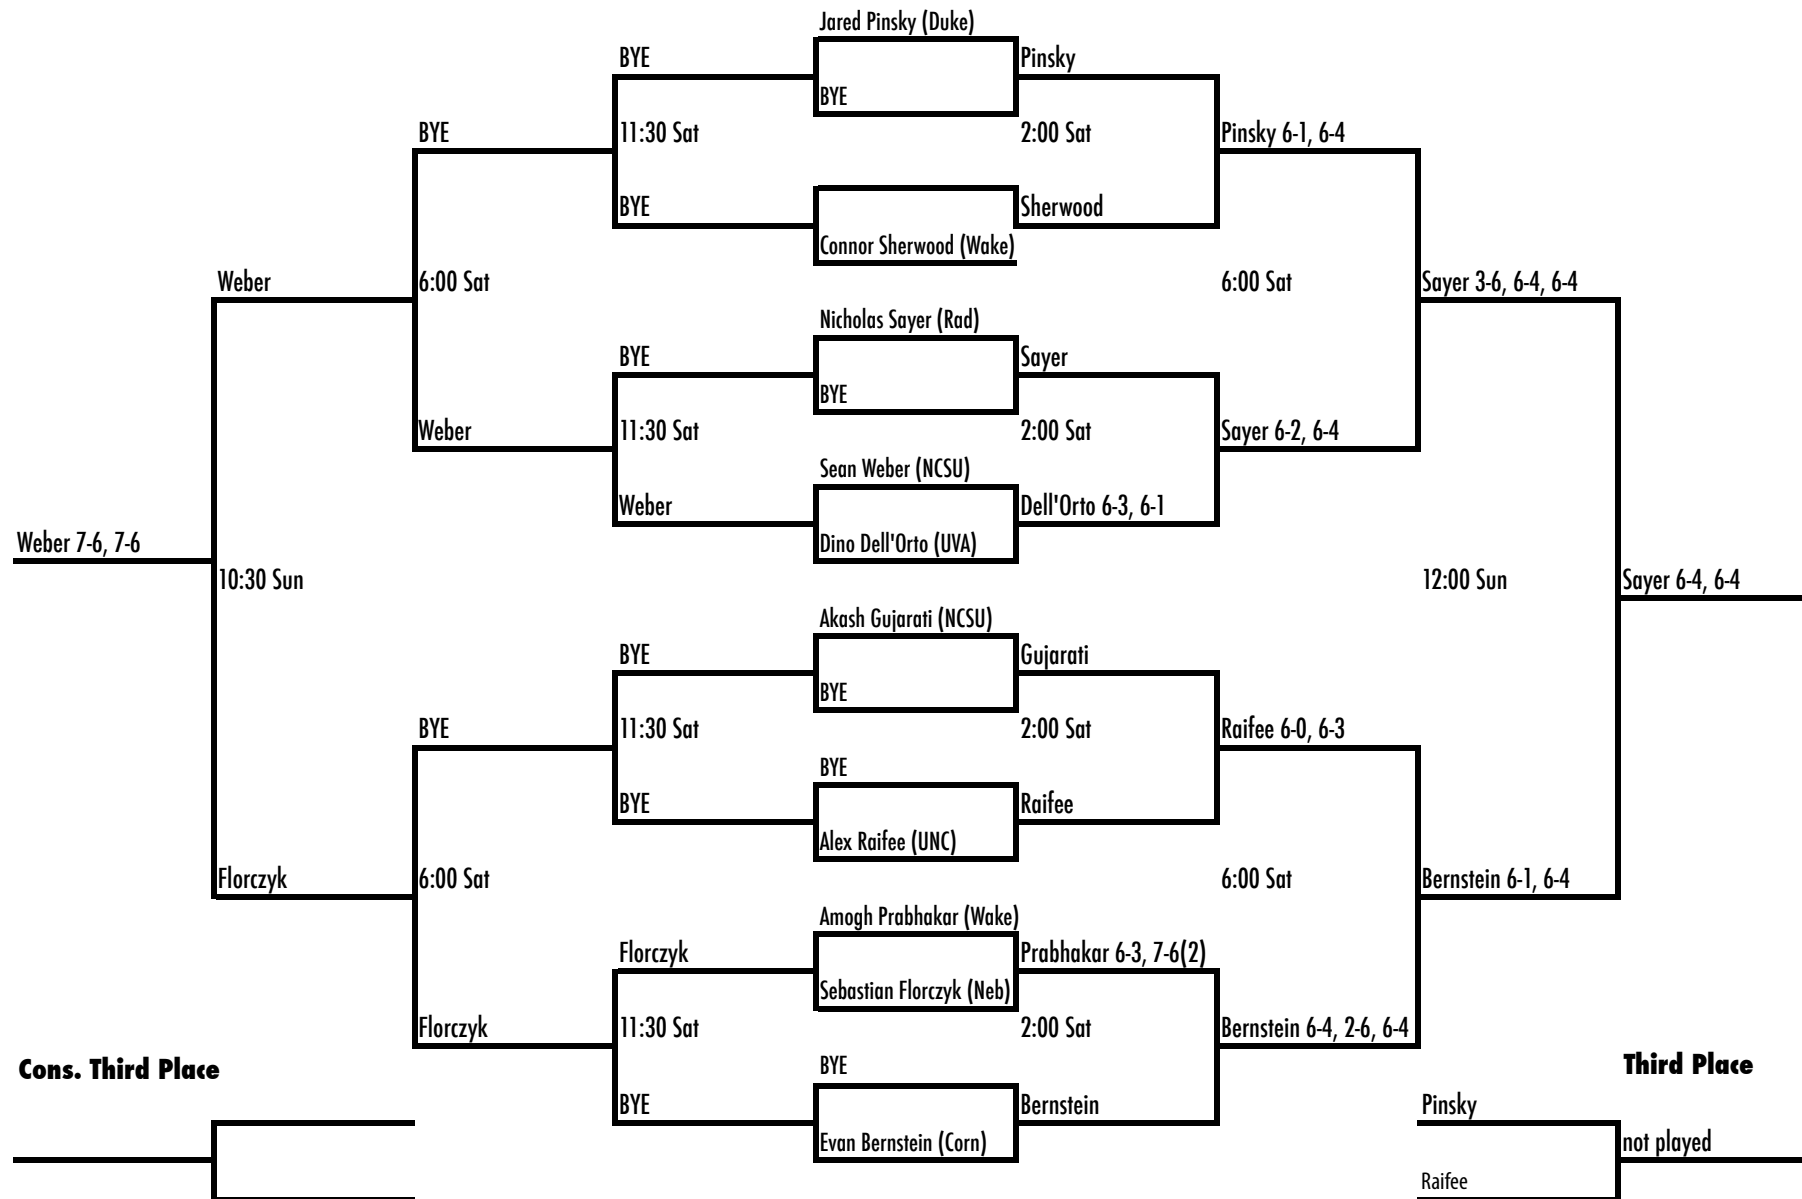 Jared Pinsky (Duke)
BYE
Pinsky
BYE
BYE
11:30 Sat
2:00 Sat
Pinsky 6-1, 6-4
BYE
Sherwood
Connor Sherwood (Wake)
Weber
6:00 Sat
6:00 Sat
Sayer 3-6, 6-4, 6-4
Nicholas Sayer (Rad)
BYE
Sayer
BYE
Weber
11:30 Sat
2:00 Sat
Sayer 6-2, 6-4
Sean Weber (NCSU)
Weber
Dell'Orto 6-3, 6-1
Weber 7-6, 7-6
Dino Dell'Orto (UVA)
10:30 Sun
12:00 Sun
Sayer 6-4, 6-4
Akash Gujarati (NCSU)
BYE
Gujarati
BYE
BYE
11:30 Sat
2:00 Sat
Raifee 6-0, 6-3
BYE
BYE
Raifee
Alex Raifee (UNC)
Florczyk
6:00 Sat
6:00 Sat
Bernstein 6-1, 6-4
Amogh Prabhakar (Wake)
Florczyk
Prabhakar 6-3, 7-6(2)
Sebastian Florczyk (Neb)
Florczyk
11:30 Sat
2:00 Sat
Bernstein 6-4, 2-6, 6-4
Cons. Third Place
BYE
Third Place
BYE
Bernstein
Pinsky
Evan Bernstein (Corn)
not played
Raifee